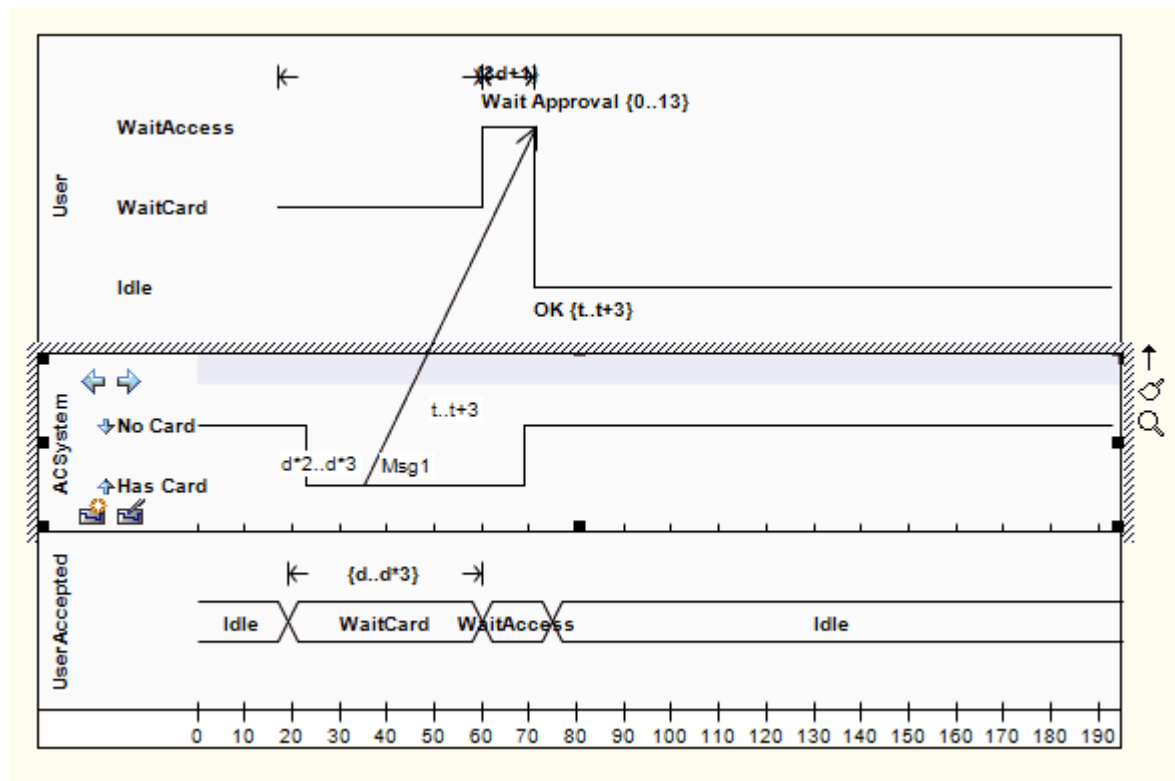 Wait Approval {0..13}
WaitAccess
User
WaitCard
Idle
OK {t..t+3}
ACSystem
t..t+3
No Card
d*2..d*3
Msg1
Has Card
UserAccepted
{d..d*3}
Idle WaitCard WaitAccess Idle
0 10 20 30 40 50 60 70 80 90 100 110 120 130 140 150 160 170 180 190